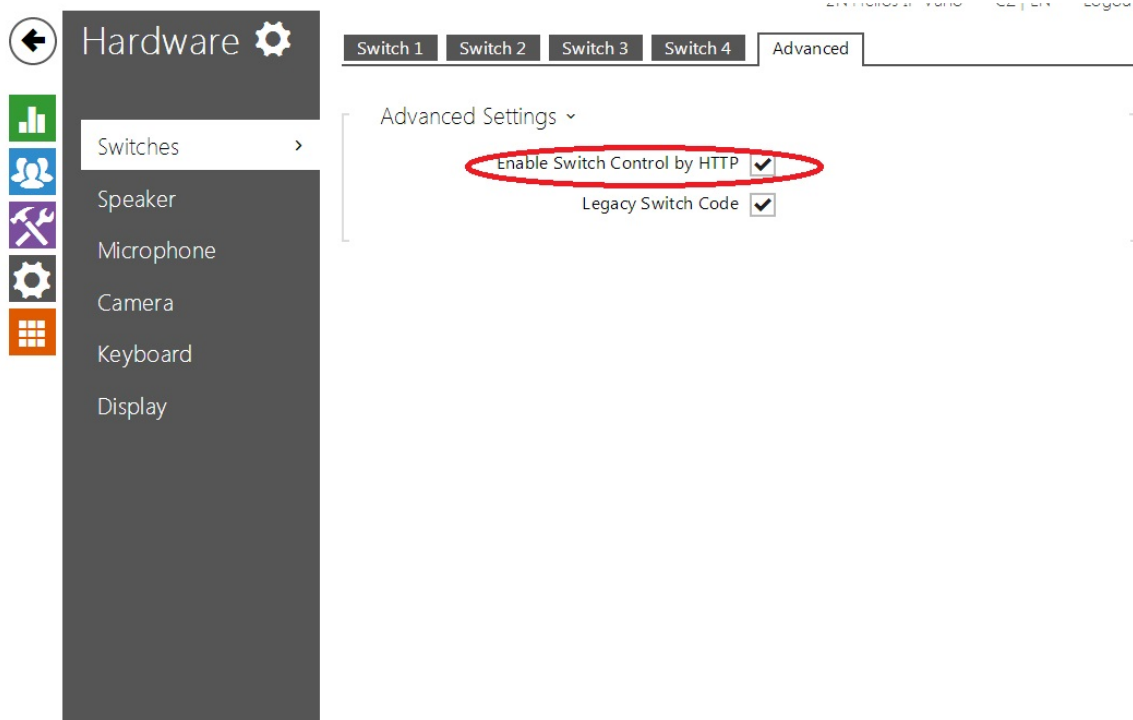 Hardware
Switches
Speaker
Microphone
Camera
Keyboard
Display
Switch 1 Switch 2 Switch 3 Switch 4 Advanced
Advanced Settings
Enable Switch Control by HTTP
Legacy Switch Code